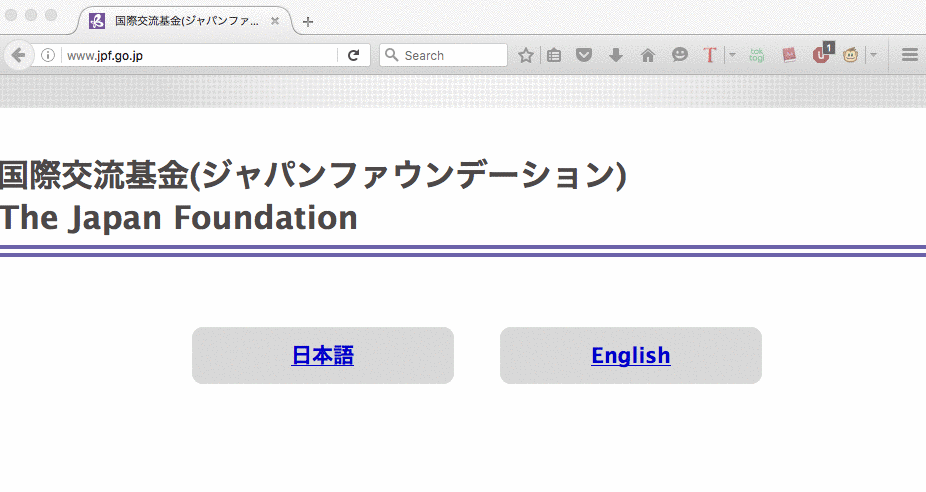 国際交流基金(ジャパンファ...
www.jpf.go.jp
Search
1
国際交流基金(ジャパンファウンデーション)
The Japan Foundation
日本語
English